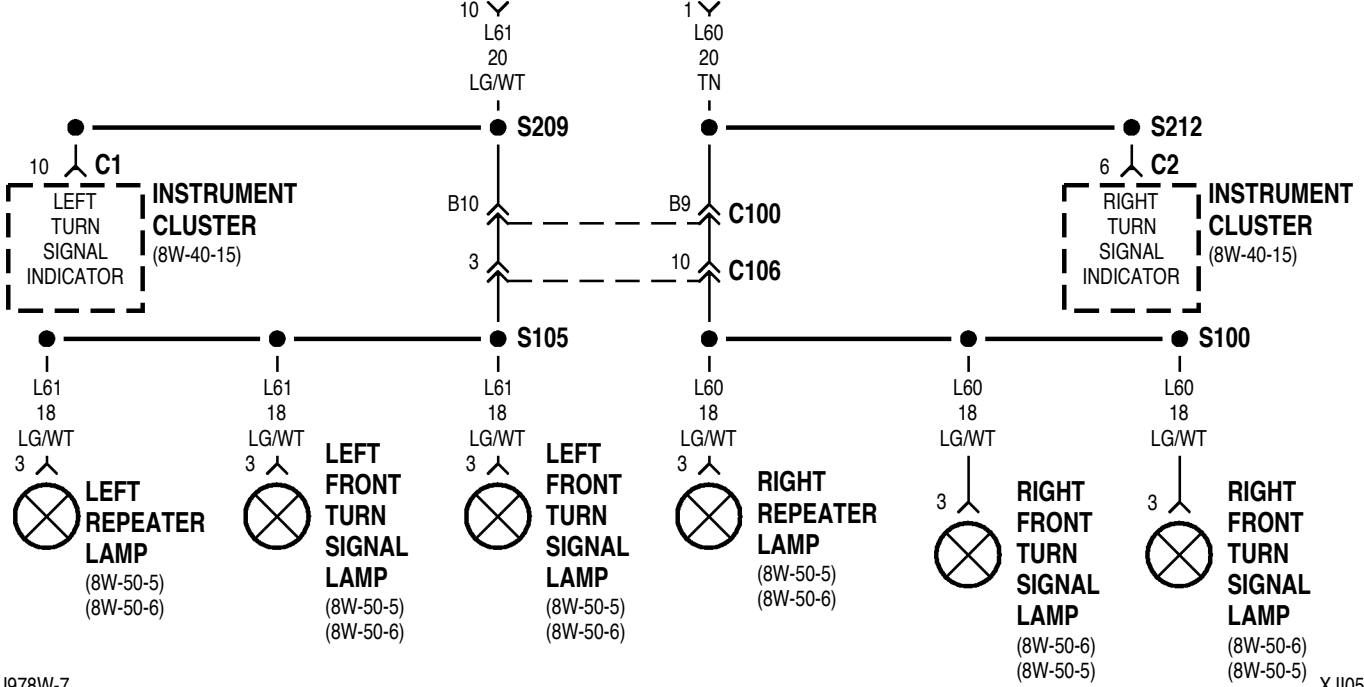 10
L61
20
LG/WT
1
L60
20
TN
S209
S212
10 C1
INSTRUMENT
CLUSTER
(8W-40-15)
LEFT
TURN
SIGNAL
INDICATOR
B10
B9 C100
3
10 C106
6 C2
INSTRUMENT
CLUSTER
(8W-40-15)
RIGHT
TURN
SIGNAL
INDICATOR
S105
S100
L61
18
LG/WT
3
LEFT
REPEATER
LAMP
(8W-50-5)
(8W-50-6)
L61
18
LG/WT
3
LEFT
FRONT
TURN
SIGNAL
LAMP
(8W-50-5)
(8W-50-6)
L61
18
LG/WT
3
LEFT
FRONT
TURN
SIGNAL
LAMP
(8W-50-5)
(8W-50-6)
L60
18
LG/WT
3
RIGHT
REPEATER
LAMP
(8W-50-5)
(8W-50-6)
L60
18
LG/WT
3
RIGHT
FRONT
TURN
SIGNAL
LAMP
(8W-50-6)
(8W-50-5)
L60
18
LG/WT
3
RIGHT
FRONT
TURN
SIGNAL
LAMP
(8W-50-6)
(8W-50-5)